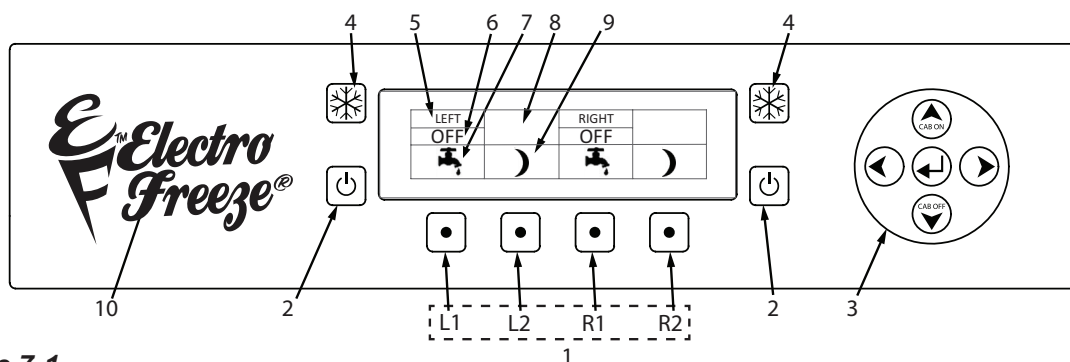 4 5 6 7 8 9 4
LEFT RIGHT
OFF OFF
™
Electro
Freeze®
CAB ON
CAB OFF
10 2 2 3
L1 L2 R1 R2
1